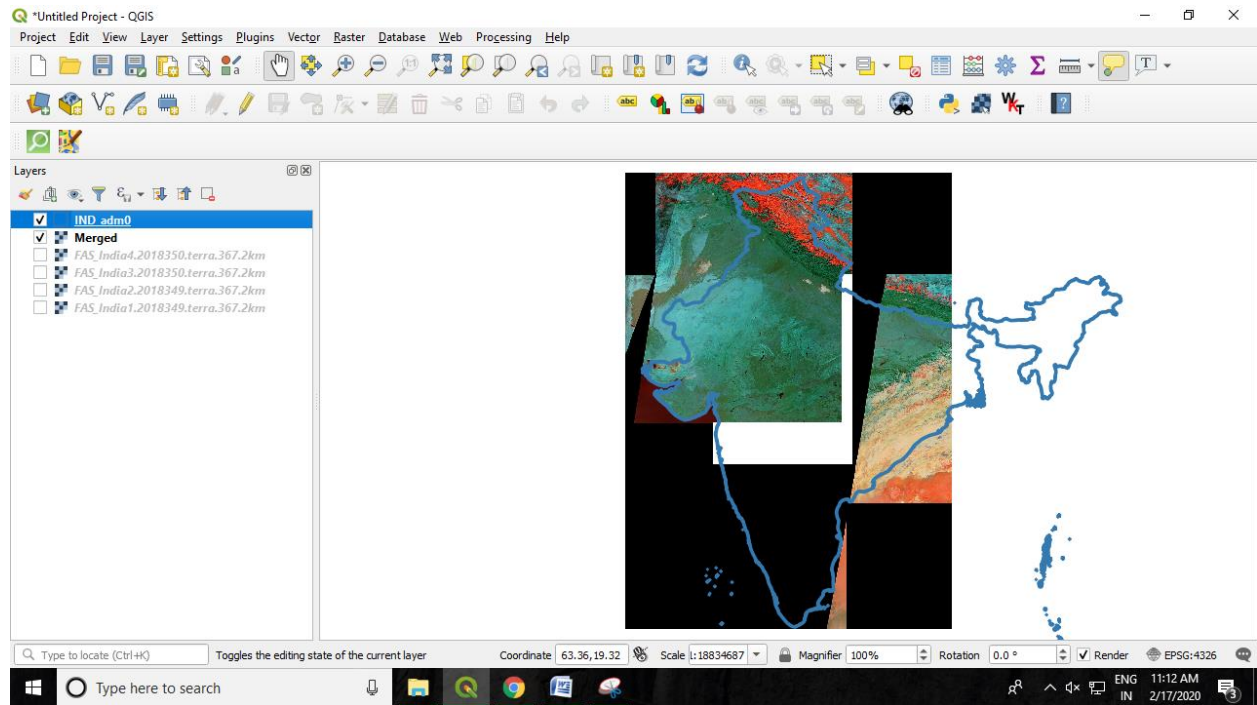 *Untitled Project - QGIS
Project Edit View Layer Settings Plugins Vector Raster Database Web Processing Help
abc
WKT
Layers
IND_adm0
Merged
FAS_India4.2018350.terra.367.2km
FAS_India3.2018350.terra.367.2km
FAS_India2.2018349.terra.367.2km
FAS_India1.2018349.terra.367.2km
Type to locate (Ctrl+K) Toggles the editing state of the current layer Coordinate 63.36,19.32 Scale 1:18834687 Magnifier 100% Rotation 0.0 ° Render EPSG:4326
Type here to search ENG 11:12 AM
IN 2/17/2020 3